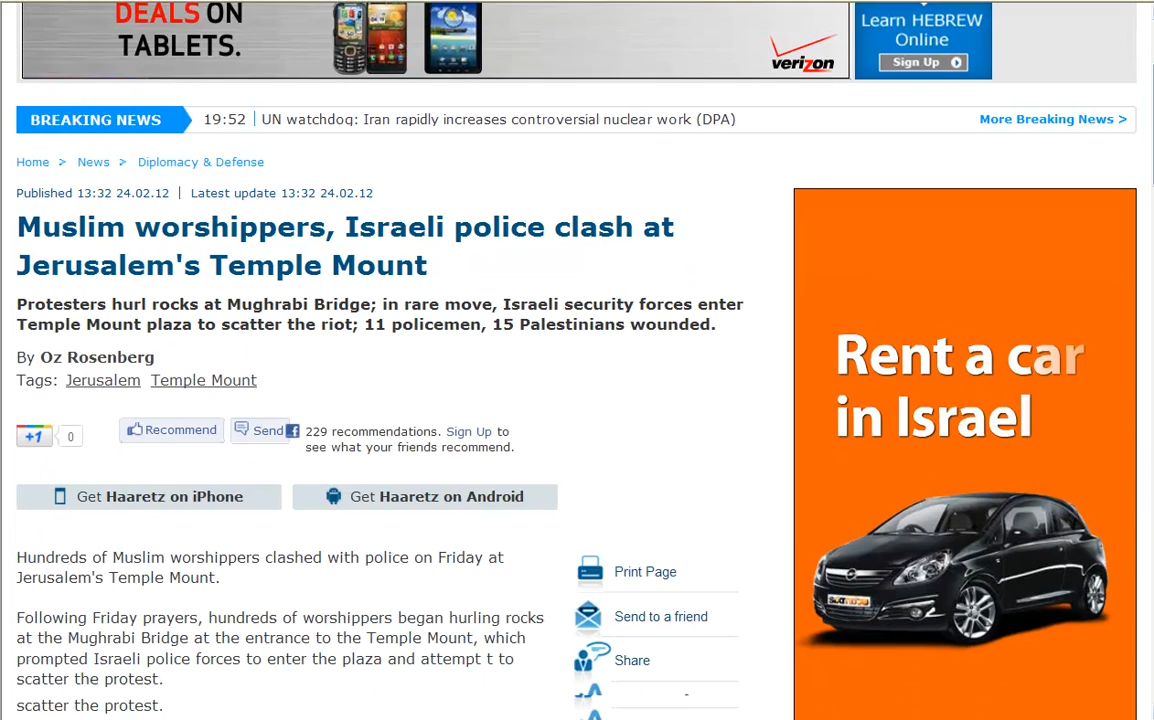 DEALS ON
TABLETS.
verizon
Learn HEBREW
Online
Sign Up
BREAKING NEWS
19:52 UN watchdog: Iran rapidly increases controversial nuclear work (DPA)
More Breaking News >
Home > News > Diplomacy & Defense
Published 13:32 24.02.12 | Latest update 13:32 24.02.12
Muslim worshippers, Israeli police clash at
Jerusalem's Temple Mount
Protesters hurl rocks at Mughrabi Bridge; in rare move, Israeli security forces enter
Temple Mount plaza to scatter the riot; 11 policemen, 15 Palestinians wounded.
By Oz Rosenberg
Tags: Jerusalem Temple Mount
+1 0 Recommend Send f 229 recommendations. Sign Up to
see what your friends recommend.
Get Haaretz on iPhone
Get Haaretz on Android
Hundreds of Muslim worshippers clashed with police on Friday at
Jerusalem's Temple Mount.
Following Friday prayers, hundreds of worshippers began hurling rocks
at the Mughrabi Bridge at the entrance to the Temple Mount, which
prompted Israeli police forces to enter the plaza and attempt t to
scatter the protest.
scatter the protest.
Print Page
Send to a friend
Share
-
Rent a car
in Israel